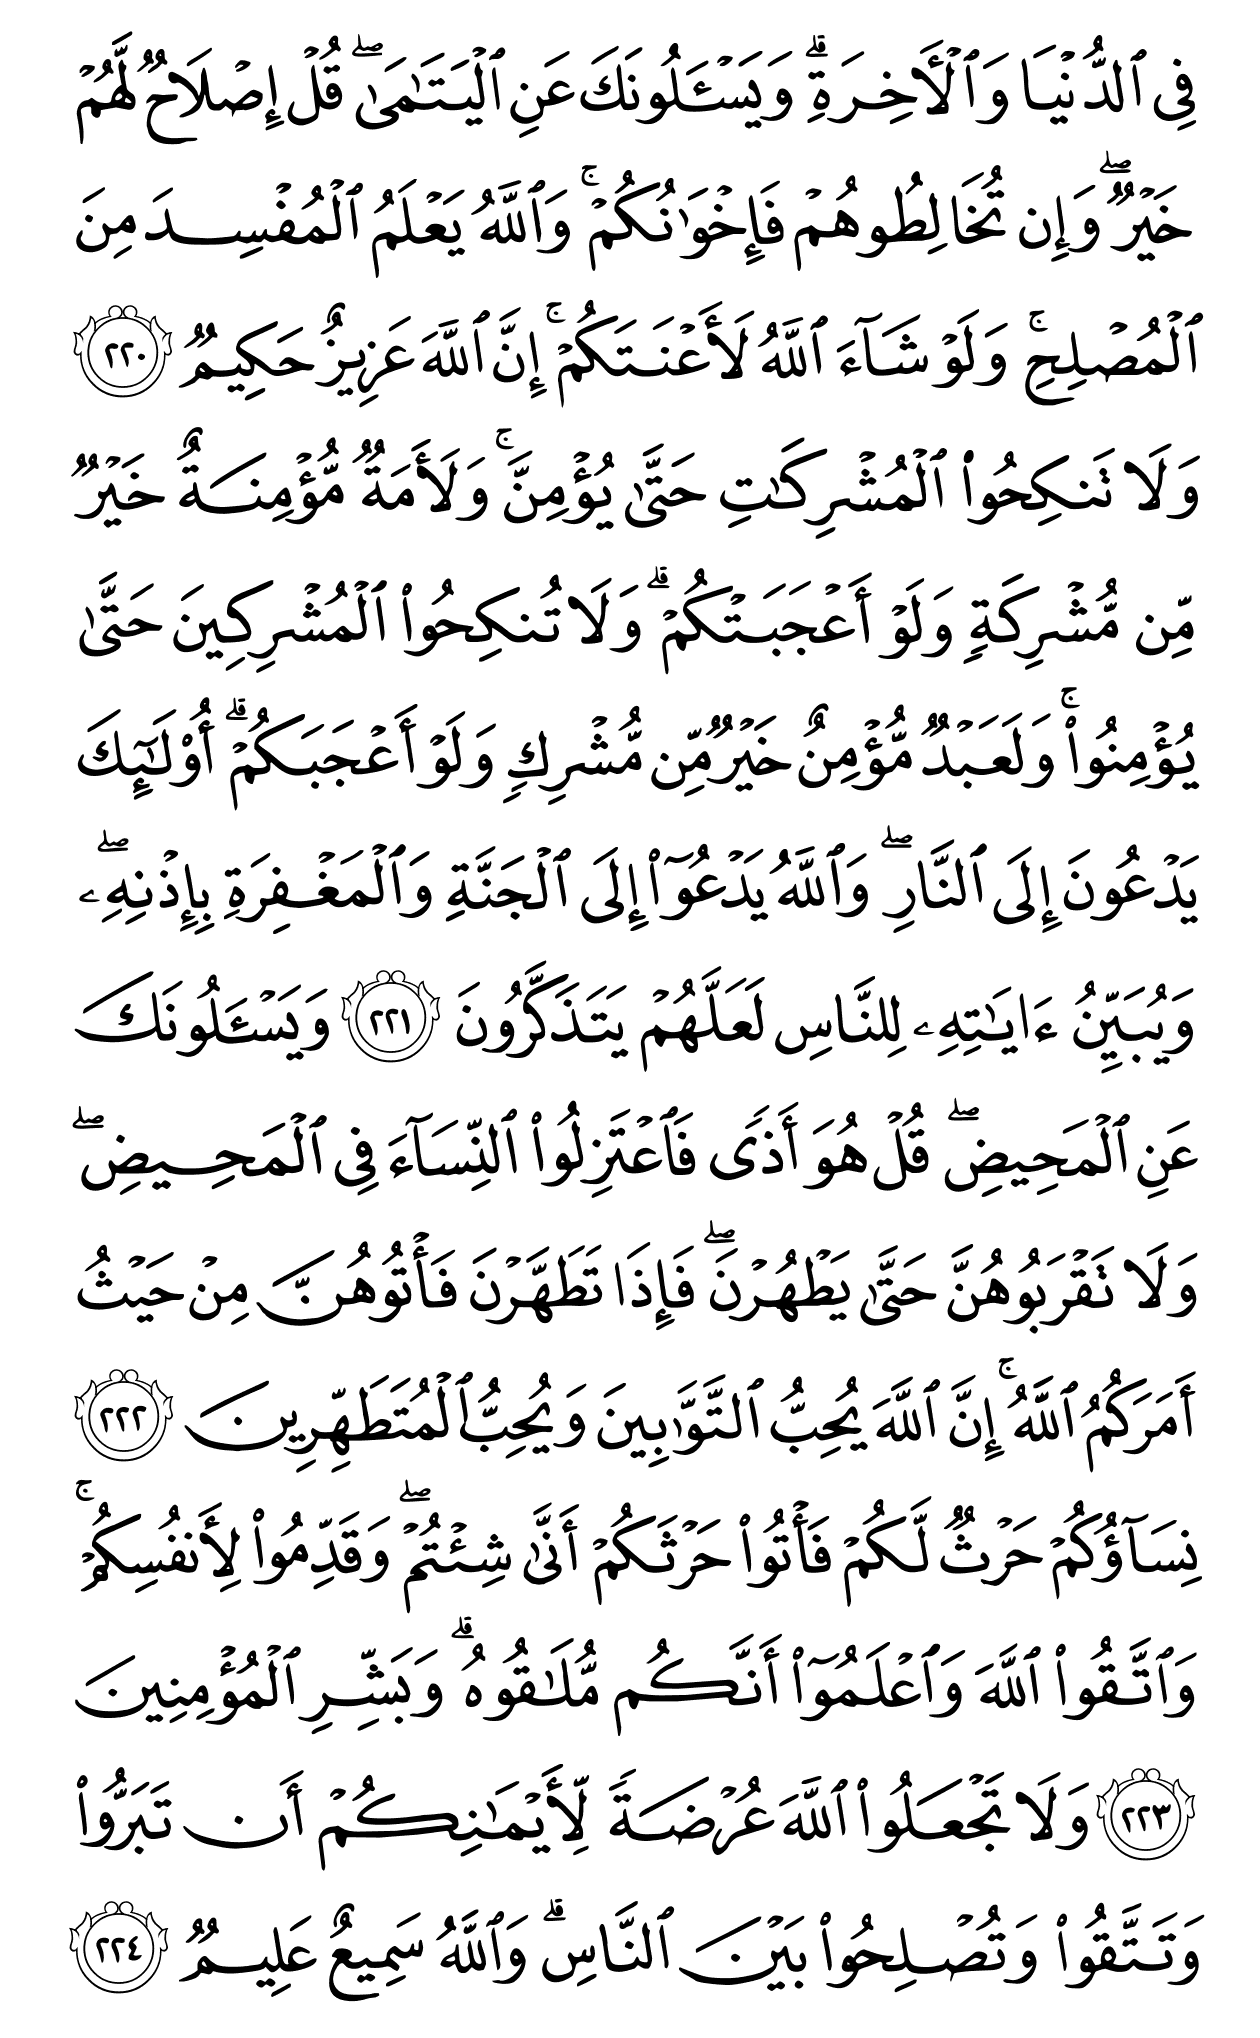 فِي ٱلدُّنۡيَا وَٱلۡأٓخِرَةِۗ وَيَسۡـَٔلُونَكَ عَنِ ٱلۡيَتَٰمَىٰۖ قُلۡ إِصۡلَاحٞ لَّهُمۡ
خَيۡرٞۖ وَإِن تُخَالِطُوهُمۡ فَإِخۡوَٰنُكُمۡۚ وَٱللَّهُ يَعۡلَمُ ٱلۡمُفۡسِدَ مِنَ
ٱلۡمُصۡلِحِۚ وَلَوۡ شَآءَ ٱللَّهُ لَأَعۡنَتَكُمۡۚ إِنَّ ٱللَّهَ عَزِيزٌ حَكِيمٞ ٢٢٠
وَلَا تَنكِحُواْ ٱلۡمُشۡرِكَٰتِ حَتَّىٰ يُؤۡمِنَّۚ وَلَأَمَةٞ مُّؤۡمِنَةٌ خَيۡرٞ
مِّن مُّشۡرِكَةٖ وَلَوۡ أَعۡجَبَتۡكُمۡۗ وَلَا تُنكِحُواْ ٱلۡمُشۡرِكِينَ حَتَّىٰ
يُؤۡمِنُواْۚ وَلَعَبۡدٞ مُّؤۡمِنٌ خَيۡرٞ مِّن مُّشۡرِكٖ وَلَوۡ أَعۡجَبَكُمۡۗ أُوْلَٰٓئِكَ
يَدۡعُونَ إِلَى ٱلنَّارِۖ وَٱللَّهُ يَدۡعُوٓاْ إِلَى ٱلۡجَنَّةِ وَٱلۡمَغۡفِرَةِ بِإِذۡنِهِۦۖ
وَيُبَيِّنُ ءَايَٰتِهِۦ لِلنَّاسِ لَعَلَّهُمۡ يَتَذَكَّرُونَ ٢٢١ وَيَسۡـَٔلُونَكَ
عَنِ ٱلۡمَحِيضِۖ قُلۡ هُوَ أَذٗى فَٱعۡتَزِلُواْ ٱلنِّسَآءَ فِي ٱلۡمَحِيضِۖ
وَلَا تَقۡرَبُوهُنَّ حَتَّىٰ يَطۡهُرۡنَۖ فَإِذَا تَطَهَّرۡنَ فَأۡتُوهُنَّ مِنۡ حَيۡثُ
أَمَرَكُمُ ٱللَّهُۚ إِنَّ ٱللَّهَ يُحِبُّ ٱلتَّوَّٰبِينَ وَيُحِبُّ ٱلۡمُتَطَهِّرِينَ ٢٢٢
نِسَآؤُكُمۡ حَرۡثٞ لَّكُمۡ فَأۡتُواْ حَرۡثَكُمۡ أَنَّىٰ شِئۡتُمۡۖ وَقَدِّمُواْ لِأَنفُسِكُمۡۚ
وَٱتَّقُواْ ٱللَّهَ وَٱعۡلَمُوٓاْ أَنَّكُم مُّلَٰقُوهُۗ وَبَشِّرِ ٱلۡمُؤۡمِنِينَ
٢٢٣ وَلَا تَجۡعَلُواْ ٱللَّهَ عُرۡضَةٗ لِّأَيۡمَٰنِكُمۡ أَن تَبَرُّواْ
وَتَتَّقُواْ وَتُصۡلِحُواْ بَيۡنَ ٱلنَّاسِۗ وَٱللَّهُ سَمِيعٌ عَلِيمٞ ٢٢٤